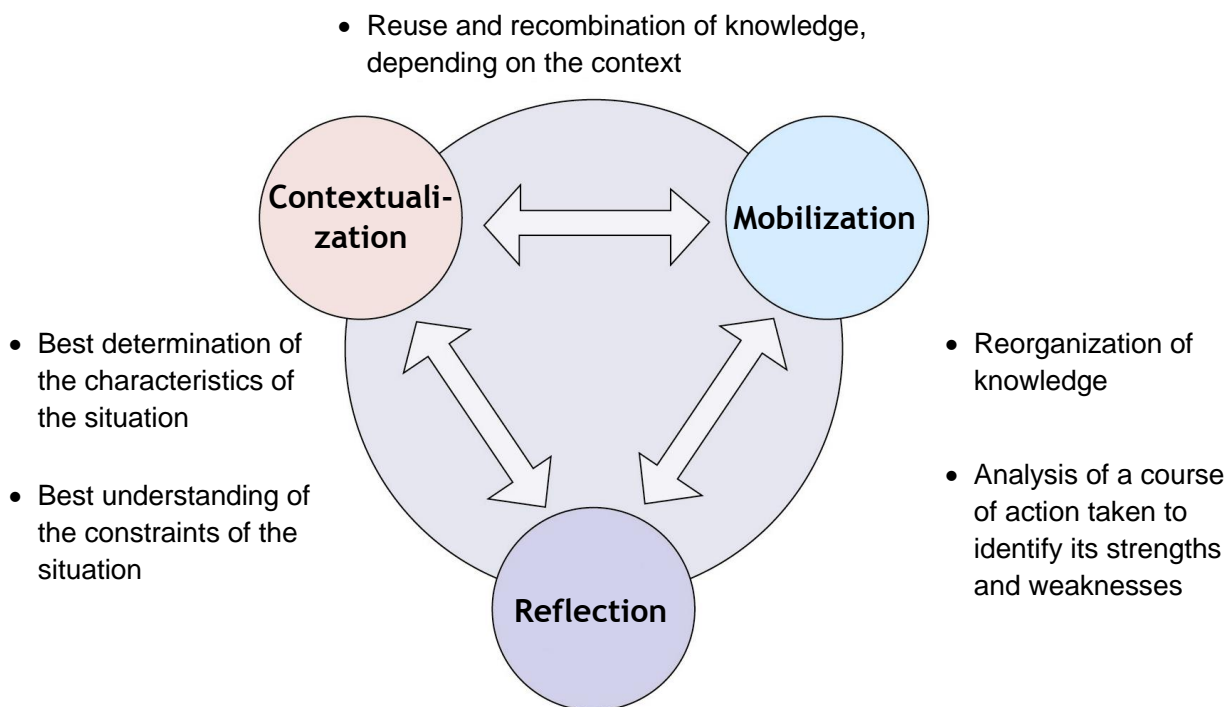 • Reuse and recombination of knowledge,
depending on the context
Contextuali-
zation
Mobilization
• Best determination of
the characteristics of
the situation
• Best understanding of
the constraints of the
situation
• Reorganization of
knowledge
• Analysis of a course
of action taken to
identify its strengths
and weaknesses
Reflection